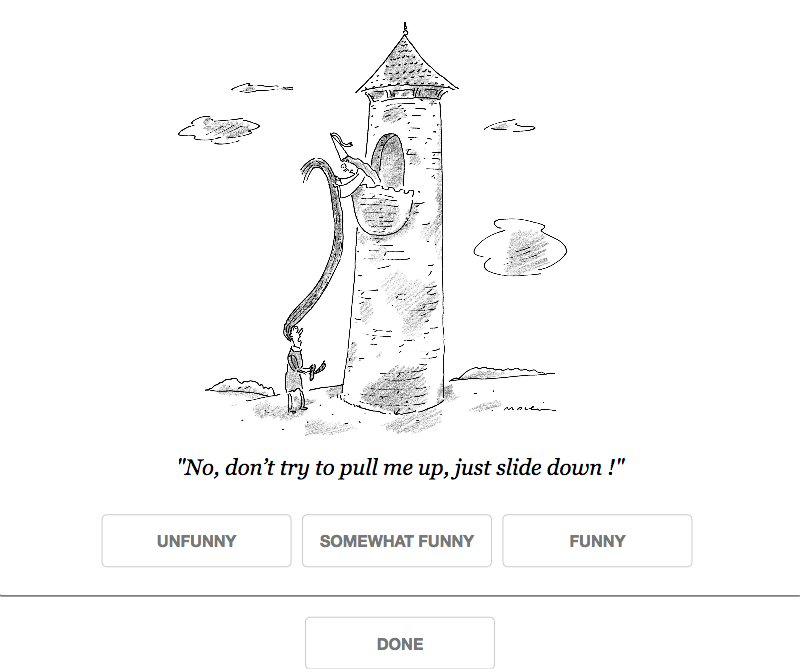 "No, don’t try to pull me up, just slide down !"
UNFUNNY
SOMEWHAT FUNNY
FUNNY
DONE